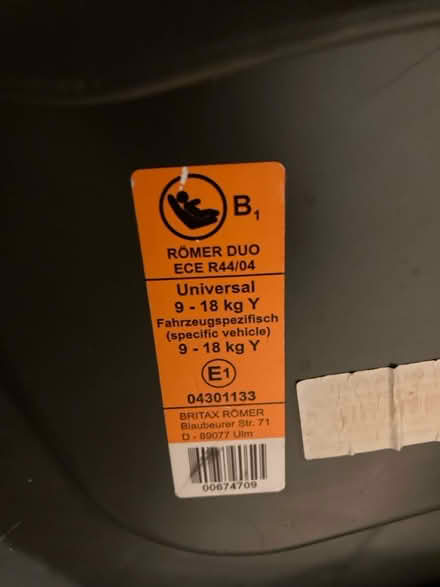 B1
RÖMER DUO
ECE R44/04
Universal
9 - 18 kg Y
Fahrzeugspezifisch
(specific vehicle)
9 - 18 kg Y
E1
04301133
BRITAX RÖMER
Blaubeurer Str. 71
D - 89077 Ulm
00674709